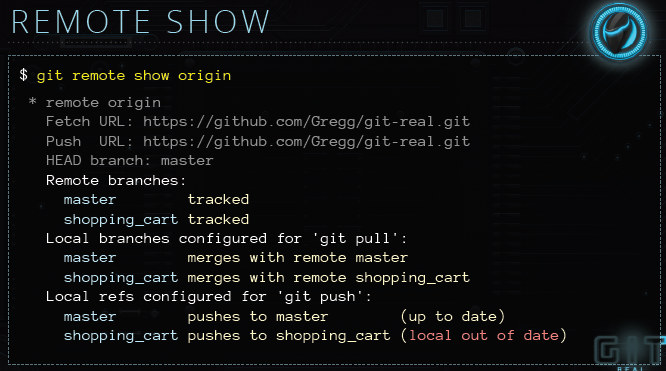 REMOTE SHOW
$ git remote show origin
* remote origin
Fetch URL: https://github.com/Gregg/git-real.git
Push  URL: https://github.com/Gregg/git-real.git
HEAD branch: master
Remote branches:
master        tracked
shopping_cart tracked
Local branches configured for 'git pull':
master        merges with remote master
shopping_cart merges with remote shopping_cart
Local refs configured for 'git push':
master        pushes to master        (up to date)
shopping_cart pushes to shopping_cart (local out of date)
GIT
REAL